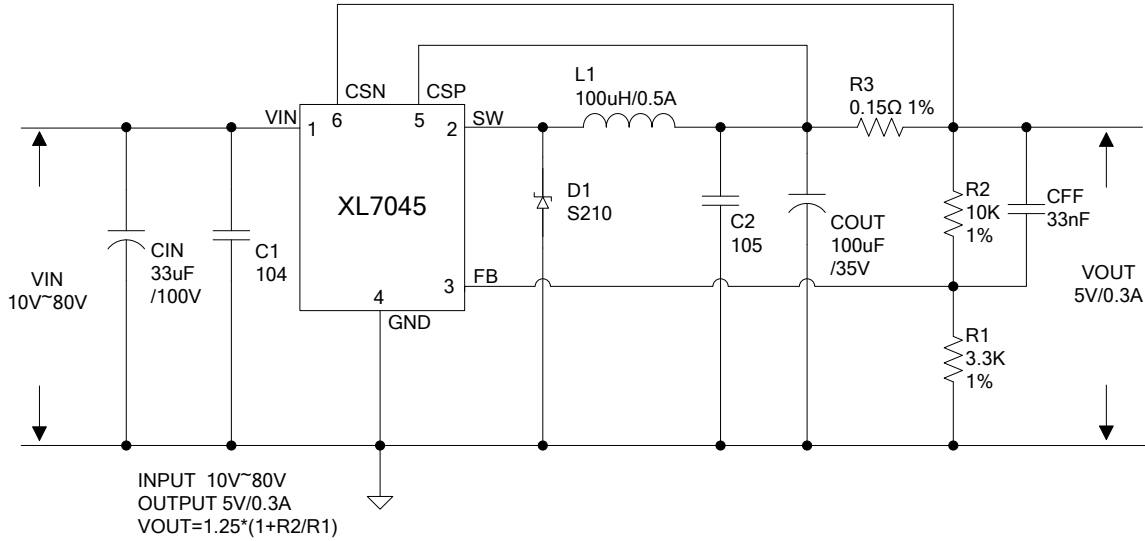 CSN
CSP
VIN
1
6
5
2
SW
L1
100uH/0.5A
R3
0.15Ω 1%
XL7045
D1
S210
C2
105
COUT
100uF
/35V
R2
10K
1%
CFF
33nF
CIN
33uF
/100V
C1
104
VIN
10V~80V
3
FB
4
GND
VOUT
5V/0.3A
R1
3.3K
1%
INPUT 10V~80V
OUTPUT 5V/0.3A
VOUT=1.25*(1+R2/R1)